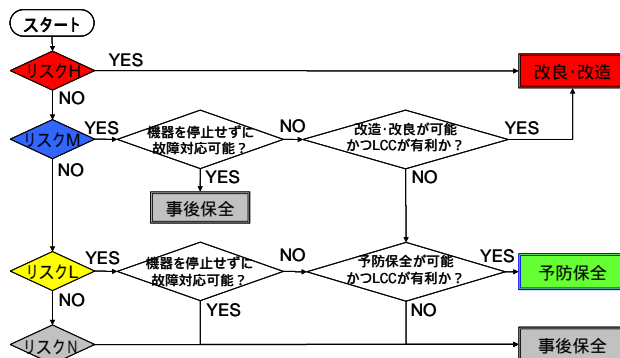 スタート
リスクH
YES
改良・改造
NO
リスクM
YES
機器を停止せずに
故障対応可能？
NO
改造・改良が可能
かつLCCが有利か？
YES
NO
YES
NO
事後保全
リスクL
YES
機器を停止せずに
故障対応可能？
NO
予防保全が可能
かつLCCが有利か？
YES
予防保全
NO
YES
NO
リスクN
事後保全